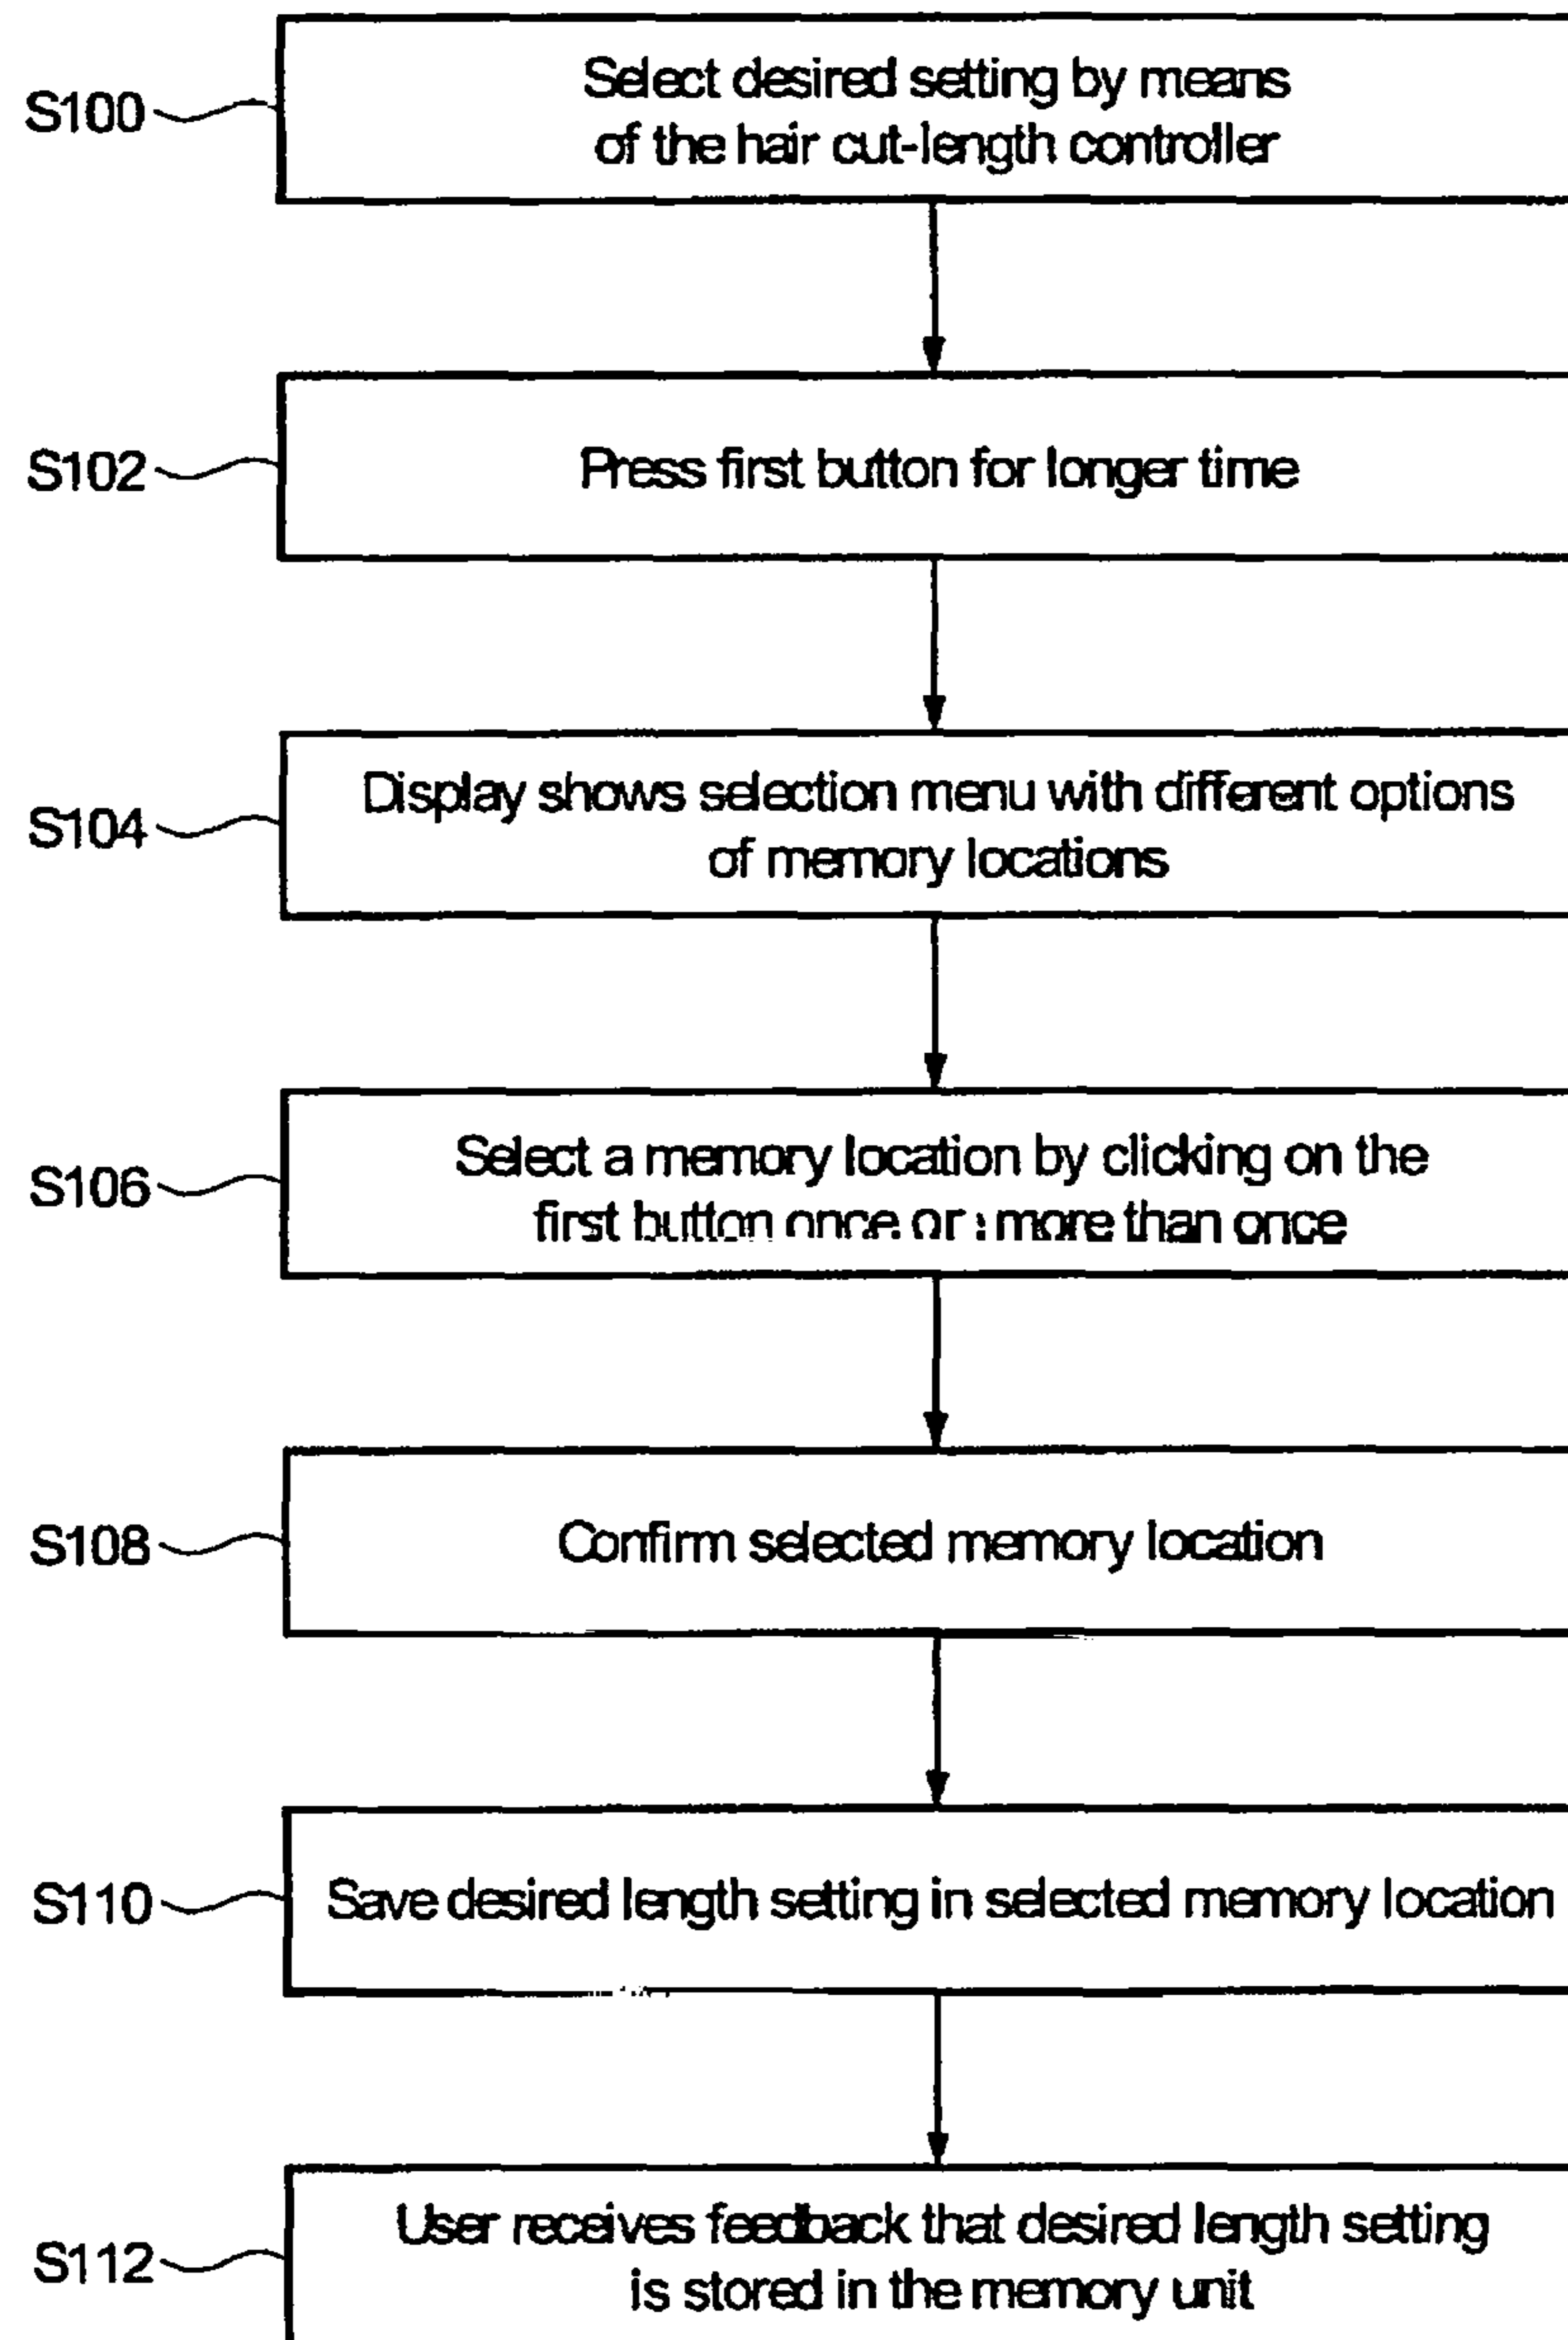 S100
Select desired setting by means
of the hair cut-length controller
S102
Press first button for longer time
S104
Display shows selection menu with different options
of memory locations
S106
Select a memory location by clicking on the
first button once or more than once
S108
Confirm selected memory location
S110
Save desired length setting in selected memory location
S112
User receives feedback that desired length setting
is stored in the memory unit